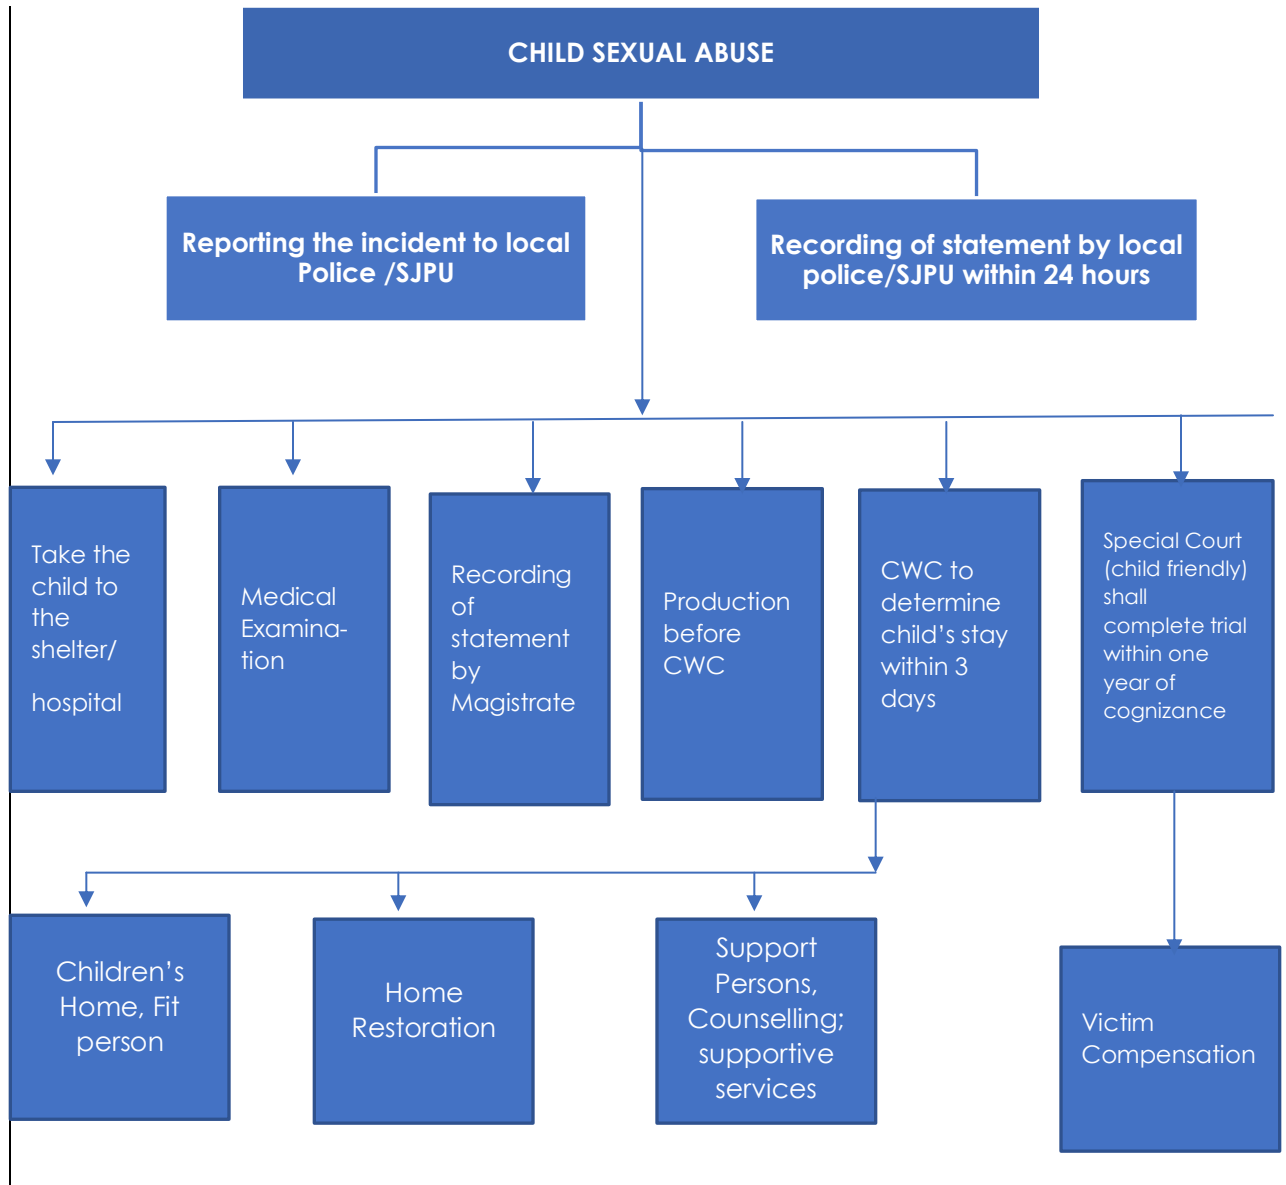 CHILD SEXUAL ABUSE
Reporting the incident to local
Police /SJPU
Recording of statement by local
police/SJPU within 24 hours
Take the
child to
the
shelter/
hospital
Medical
Examina-
tion
Recording
of
statement
by
Magistrate
Production
before
CWC
CWC to
determine
child’s stay
within 3
days
Special Court
(child friendly)
shall
complete trial
within one
year of
cognizance
Children’s
Home, Fit
person
Home
Restoration
Support
Persons,
Counselling;
supportive
services
Victim
Compensation